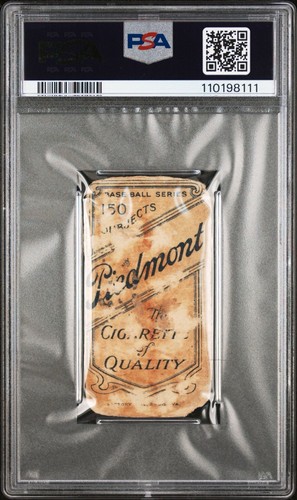 PSA
110198111
BASE BALL SERIES
150 SUBJECTS
Piedmont
The
CIGARETTE
of
QUALITY